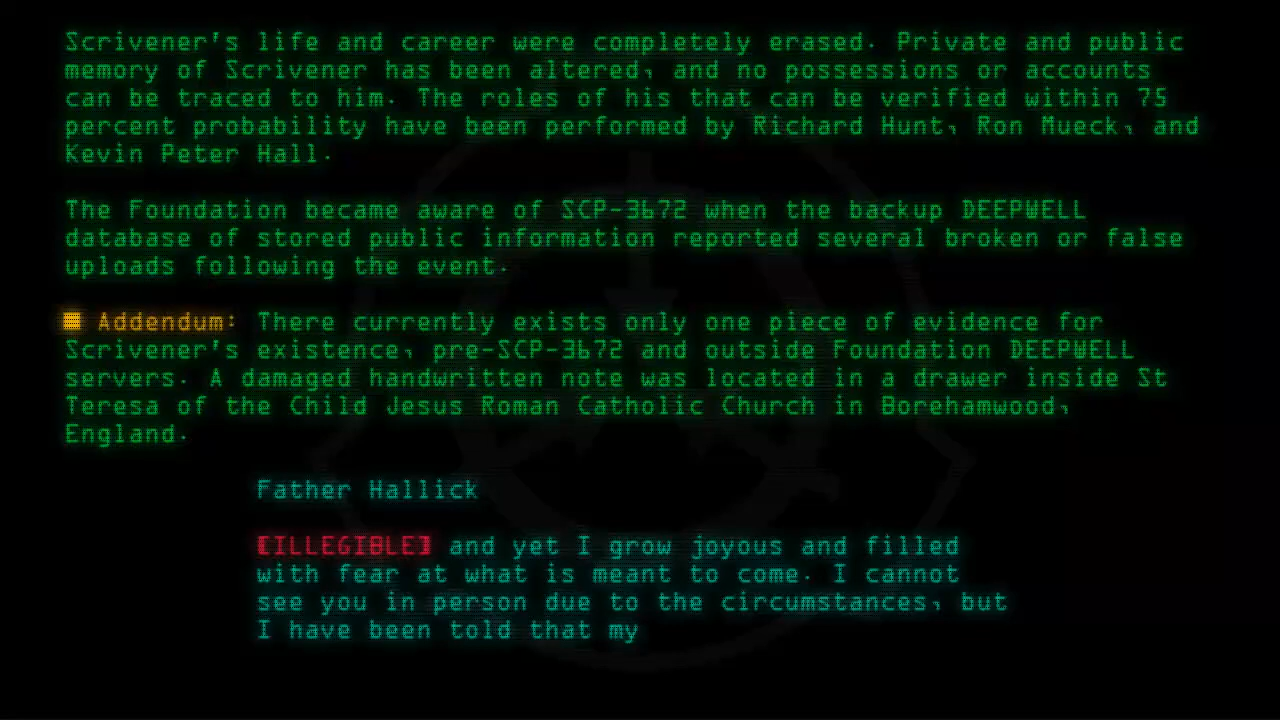 Scrivener's life and career were completely erased. Private and public
memory of Scrivener has been altered, and no possessions or accounts
can be traced to him. The roles of his that can be verified within 75
percent probability have been performed by Richard Hunt, Ron Mueck, and
Kevin Peter Hall.
The Foundation became aware of SCP-3672 when the backup DEEPWELL
database of stored public information reported several broken or false
uploads following the event.
Addendum: There currently exists only one piece of evidence for
Scrivener's existence, pre-SCP-3672 and outside Foundation DEEPWELL
servers. A damaged handwritten note was located in a drawer inside St
Teresa of the Child Jesus Roman Catholic Church in Borehamwood,
England.
Father Hallick
[ILLEGIBLE] and yet I grow joyous and filled
with fear at what is meant to come. I cannot
see you in person due to the circumstances, but
I have been told that my